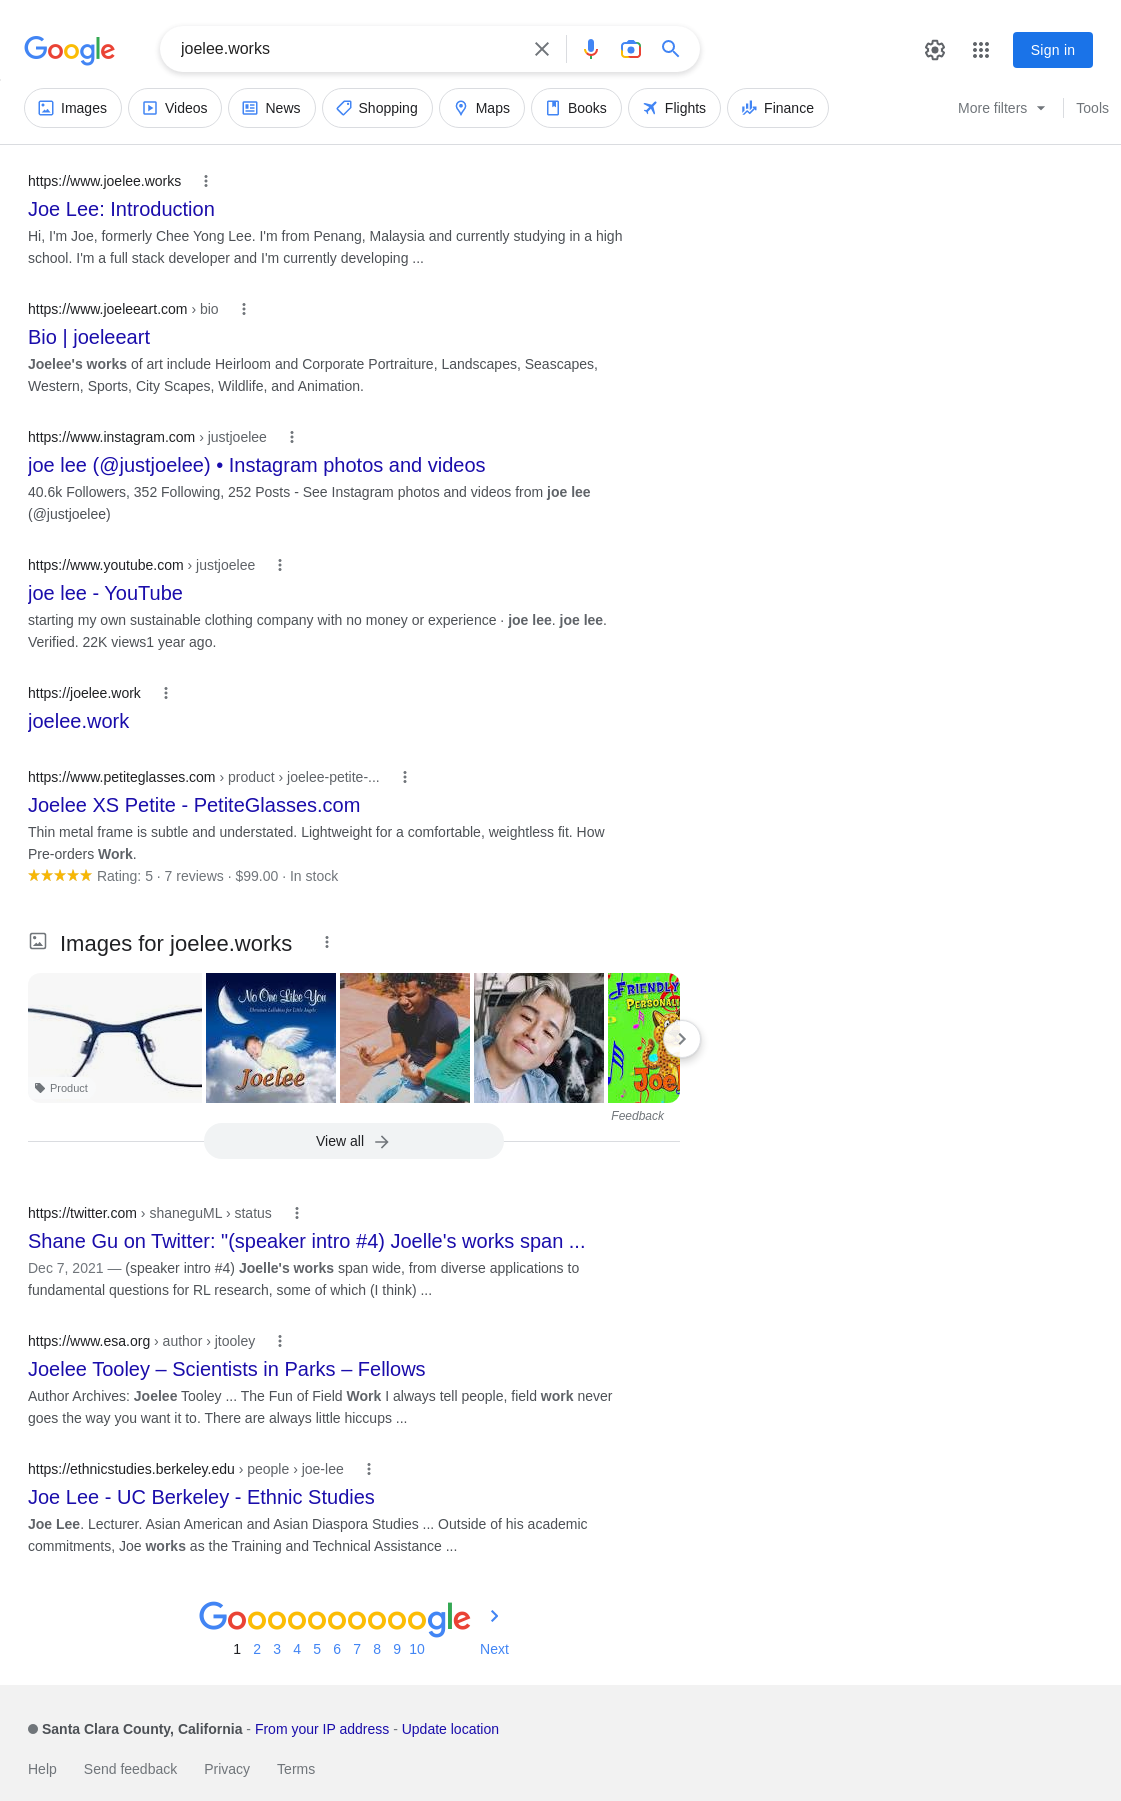 Google
joelee.works
Sign in
Images
Videos
News
Shopping
Maps
Books
Flights
Finance
More filters
Tools
https://www.joelee.works
Joe Lee: Introduction
Hi, I'm Joe, formerly Chee Yong Lee. I'm from Penang, Malaysia and currently studying in a high
school. I'm a full stack developer and I'm currently developing ...
https://www.joeleeart.com › bio
Bio | joeleeart
Joelee's works of art include Heirloom and Corporate Portraiture, Landscapes, Seascapes,
Western, Sports, City Scapes, Wildlife, and Animation.
https://www.instagram.com › justjoelee
joe lee (@justjoelee) • Instagram photos and videos
40.6k Followers, 352 Following, 252 Posts - See Instagram photos and videos from joe lee
(@justjoelee)
https://www.youtube.com › justjoelee
joe lee - YouTube
starting my own sustainable clothing company with no money or experience · joe lee. joe lee.
Verified. 22K views1 year ago.
https://joelee.work
joelee.work
https://www.petiteglasses.com › product › joelee-petite-...
Joelee XS Petite - PetiteGlasses.com
Thin metal frame is subtle and understated. Lightweight for a comfortable, weightless fit. How
Pre-orders Work.
Rating: 5 · 7 reviews · $99.00 · In stock
Images for joelee.works
Product
No One Like You
Christian Lullabies for Little Angels
Joelee
FRIENDLY
PERSONALI
Joe
Feedback
View all
https://twitter.com › shaneguML › status
Shane Gu on Twitter: "(speaker intro #4) Joelle's works span ...
Dec 7, 2021 — (speaker intro #4) Joelle's works span wide, from diverse applications to
fundamental questions for RL research, some of which (I think) ...
https://www.esa.org › author › jtooley
Joelee Tooley – Scientists in Parks – Fellows
Author Archives: Joelee Tooley ... The Fun of Field Work I always tell people, field work never
goes the way you want it to. There are always little hiccups ...
https://ethnicstudies.berkeley.edu › people › joe-lee
Joe Lee - UC Berkeley - Ethnic Studies
Joe Lee. Lecturer. Asian American and Asian Diaspora Studies ... Outside of his academic
commitments, Joe works as the Training and Technical Assistance ...
Goooooooooogle
1 2 3 4 5 6 7 8 9 10 Next
Santa Clara County, California - From your IP address - Update location
Help Send feedback Privacy Terms